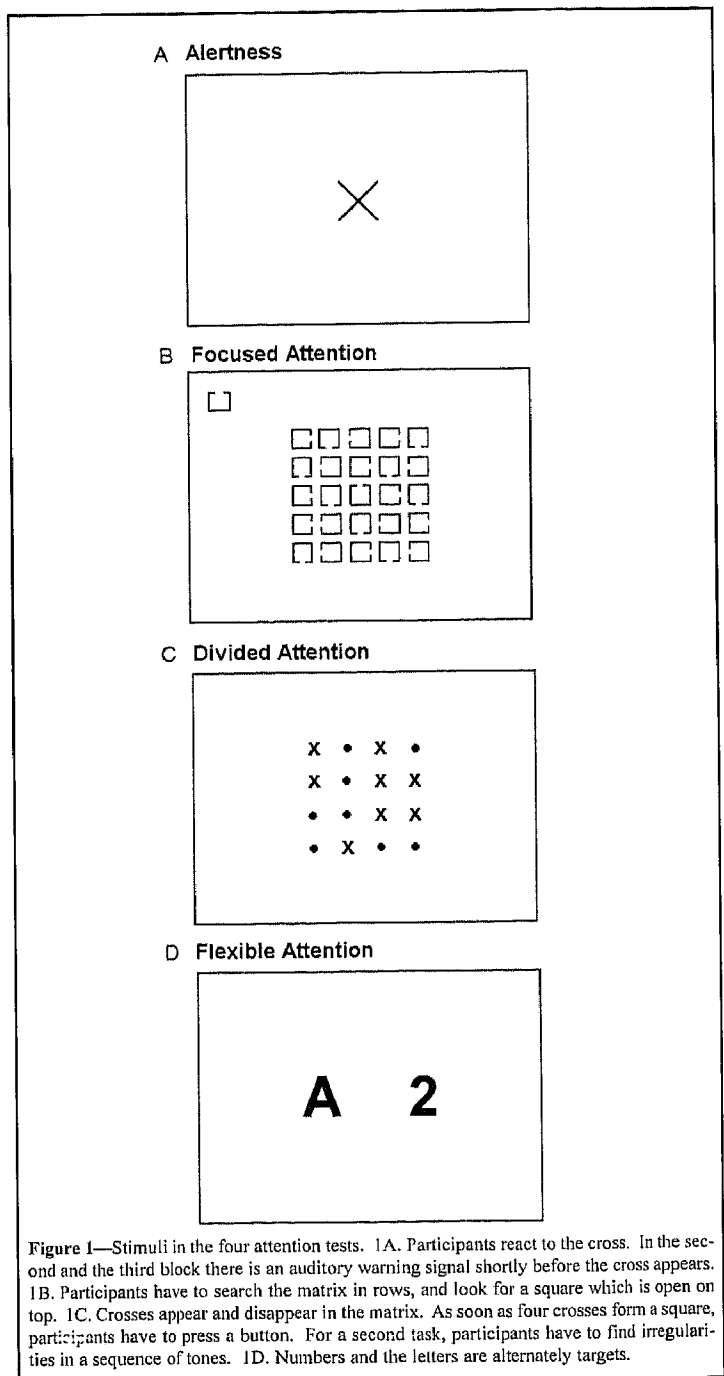 A Alertness
B Focused Attention
C Divided Attention
X • X •
X • X X
• • X X
• X • •
D Flexible Attention
A 2
Figure 1—Stimuli in the four attention tests. 1A. Participants react to the cross. In the sec-
ond and the third block there is an auditory warning signal shortly before the cross appears.
1B. Participants have to search the matrix in rows, and look for a square which is open on
top. 1C. Crosses appear and disappear in the matrix. As soon as four crosses form a square,
participants have to press a button. For a second task, participants have to find irregulari-
ties in a sequence of tones. 1D. Numbers and the letters are alternately targets.